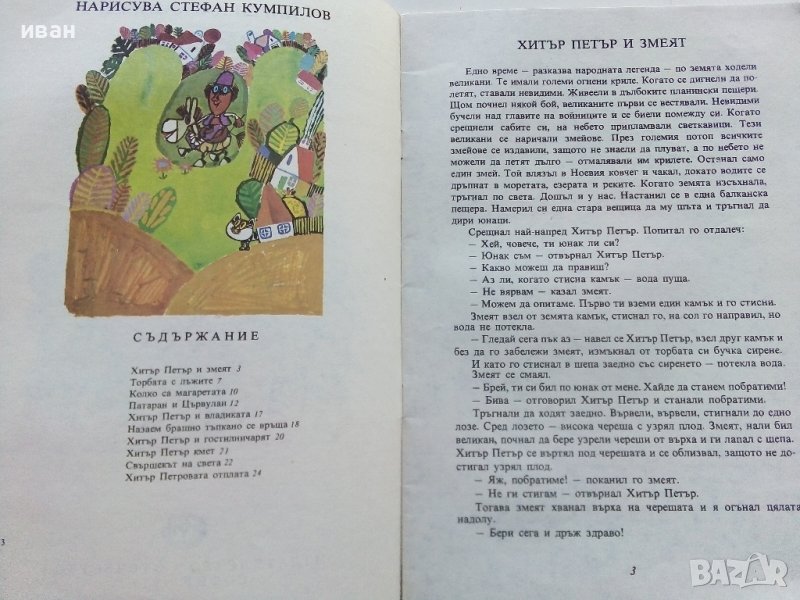 НАРИСУВА СТЕФАН КУМПИЛОВ
иван
СЪДЪРЖАНИЕ
Хитър Петър и змеят 3
Торбата с лъжите 7
Колко са магаретата 10
Патаран и Цървулан 12
Хитър Петър и владиката 17
Назаем брашно тъпкано се връща 18
Хитър Петър и гостилничарят 20
Хитър Петър кмет 21
Свършекът на света 22
Хитър Петровата отплата 24
3
ХИТЪР ПЕТЪР И ЗМЕЯТ
Едно време – разказва народната легенда – по земята ходели
великани. Те имали големи огнени криле. Когато се дигнели да по-
летят, ставали невидими. Живеели в дълбоките планински пещери.
Щом почнел някой бой, великаните първи се вестявали. Невидими
бучели над главите на войниците и се биели помежду си. Когато
срещнели сабите си, на небето припламвали светкавици. Тези
великани се наричали змейове. През големия потоп всичките
змейове се издавили, защото не знаели да плуват, а по небето не
можели да летят дълго – отмалявали им крилете. Останал само
един змей. Той влязъл в Ноевия ковчег и чакал, докато водите се
дръпнат в моретата, езерата и реките. Когато земята изсъхнала,
тръгнал по света. Дошъл и у нас. Настанил се в една балканска
пещера. Намерил си една стара вещица да му шъта и тръгнал да
дири юнаци.
Срещнал най-напред Хитър Петър. Попитал го отдалеч:
– Хей, човече, ти юнак ли си?
– Юнак съм – отвърнал Хитър Петър.
– Какво можеш да правиш?
– Аз ли, когато стисна камък – вода пуща.
– Не вярвам – казал змеят.
– Можем да опитаме. Първо ти вземи един камък и го стисни.
Змеят взел от земята камък, стиснал го, на сол го направил, но
вода не потекла.
– Гледай сега пък аз – навел се Хитър Петър, взел друг камък и
без да го забележи змеят, измъкнал от торбата си бучка сирене.
И като го стиснал в шепа заедно със сиренето – потекла вода.
Змеят се смаял.
– Брей, ти си бил по юнак от мене. Хайде да станем побратими!
– Бива – отговорил Хитър Петър и станали побратими.
Тръгнали да ходят заедно. Вървели, вървели, стигнали до едно
лозе. Сред лозето – висока череша с узрял плод. Змеят, нали бил
великан, почнал да бере узрели череши от върха и ги лапал с шепа.
Хитър Петър се въртял под черешата и се облизвал, защото не до-
стигал узрял плод.
– Яж, побратиме! – поканил го змеят.
– Не ги стигам – отвърнал Хитър Петър.
Тогава змеят хванал върха на черешата и я огънал цялата
надолу.
– Бери сега и дръж здраво!
3
BAZAR